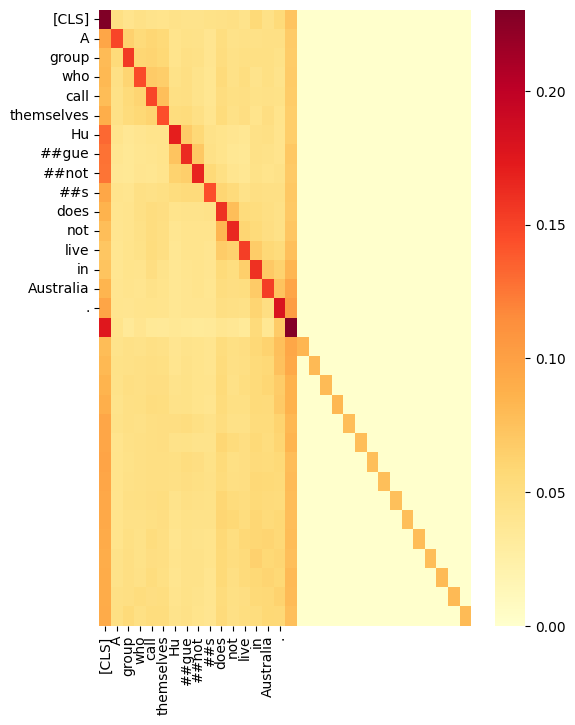 [CLS]
A
group
who
call
themselves
Hu
##gue
##not
##s
does
not
live
in
Australia
.
0.20
0.15
0.10
0.05
0.00
[CLS]
A
group
who
call
themselves
Hu
##gue
##not
##s
does
not
live
in
Australia
.